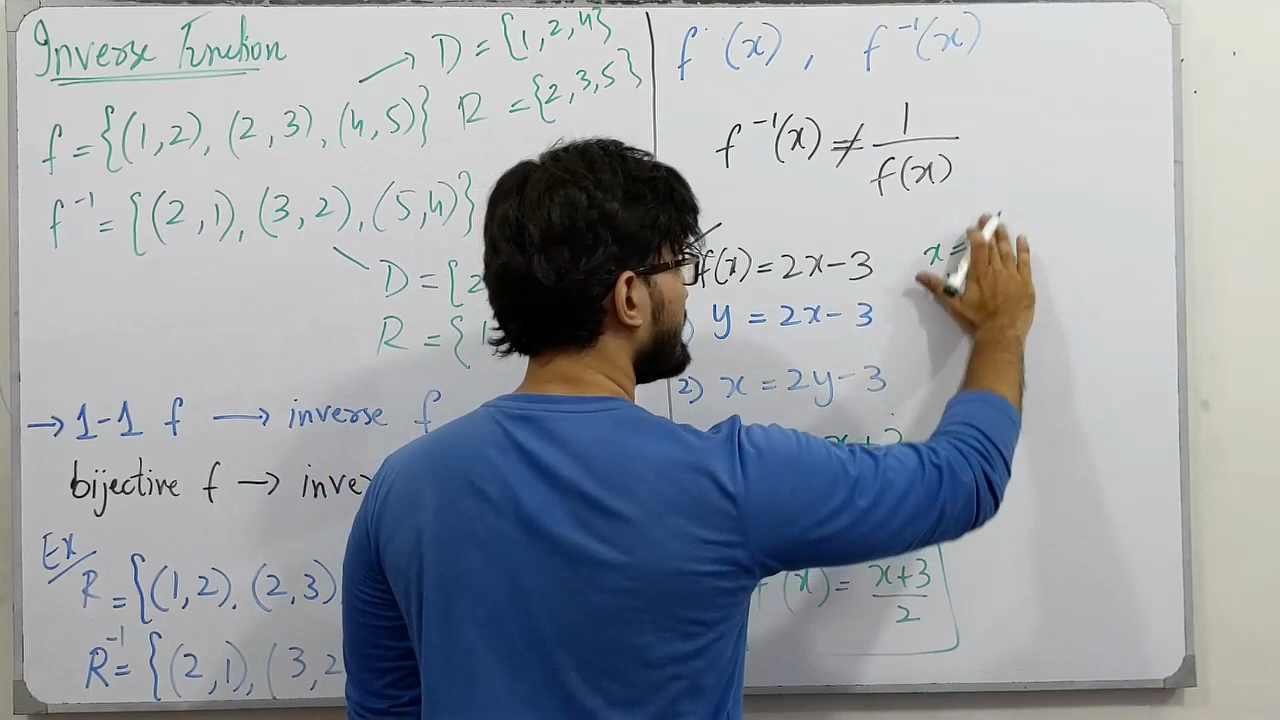 Inverse Function
→ D = {1,2,4}
f = {(1,2), (2,3), (4,5)} R = {2,3,5}
f⁻¹ = {(2,1), (3,2), (5,4)}
D = {2
R = {1
→ 1-1 f → inverse f
bijective f → inve
Ex
R = {(1,2), (2,3)
R⁻¹ = {(2,1), (3,2
f(x), f⁻¹(x)
f⁻¹(x) ≠ 1/f(x)
f(x) = 2x-3 x=
y = 2x-3
2) x = 2y-3
(x) = x+3/2